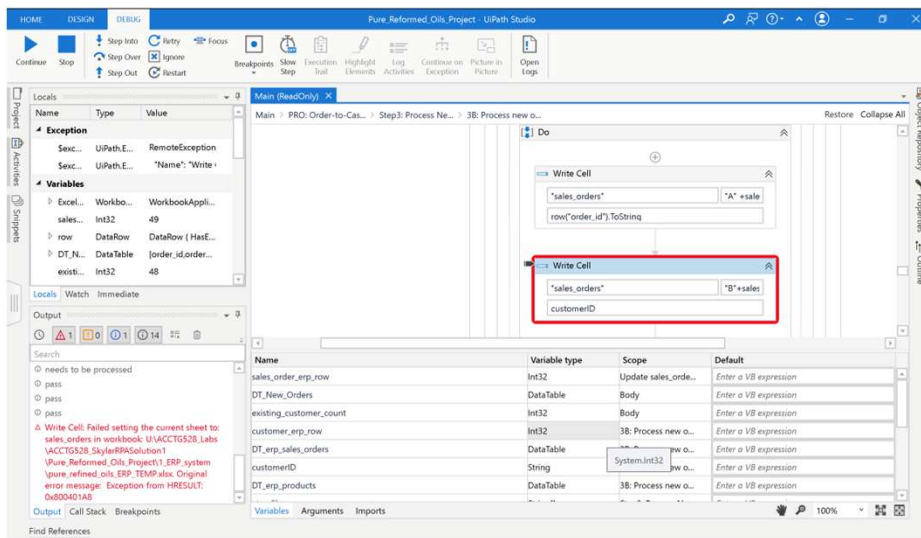 HOME DESIGN DEBUG Pure_Reformed_Oils_Project - UiPath Studio
Continue Stop Step Into Step Over Step Out Retry Ignore Restart Focus Breakpoints Slow Step Execution Trail Highlight Elements Log Activities Continue on Exception Picture in Picture Open Logs
Project
Activities
Snippets
Locals
Name Type Value
Exception
$exc... UiPath.E... RemoteException
$exc... UiPath.E... "Name": "Write
Variables
Excel... Workbo... WorkbookAppli...
sales... Int32 49
row DataRow DataRow { HasE...
DT_N... DataTable [order_id,order...
existi... Int32 48
Locals Watch Immediate
Output
1 0 1 14
Search
needs to be processed
pass
pass
pass
Write Cell: Failed setting the current sheet to:
sales_orders in workbook: U:\ACCTG528_Labs
\ACCTG528_SkylarRPASolution1
\Pure_Reformed_Oils_Project\1_ERP_system
\pure_refined_oils_ERP_TEMP.xlsx. Original
error message: Exception from HRESULT:
0x800401A8
Output Call Stack Breakpoints
Find References
Main (ReadOnly)
Main > PRO: Order-to-Cas... > Step3: Process Ne... > 3B: Process new o... Restore Collapse All
Do
Write Cell
"sales_orders" "A" +sale
row("order_id").ToString
Write Cell
"sales_orders" "B"+sales
customerID
Name Variable type Scope Default
sales_order_erp_row Int32 Update sales_orde... Enter a VB expression
DT_New_Orders DataTable Body Enter a VB expression
existing_customer_count Int32 Body Enter a VB expression
customer_erp_row Int32 3B: Process new o... Enter a VB expression
DT_erp_sales_orders DataTable Enter a VB expression
customerID String Enter a VB expression
System.Int32
DT_erp_products DataTable 3B: Process new o... Enter a VB expression
Variables Arguments Imports 100%
Object Repository
Properties
Outline